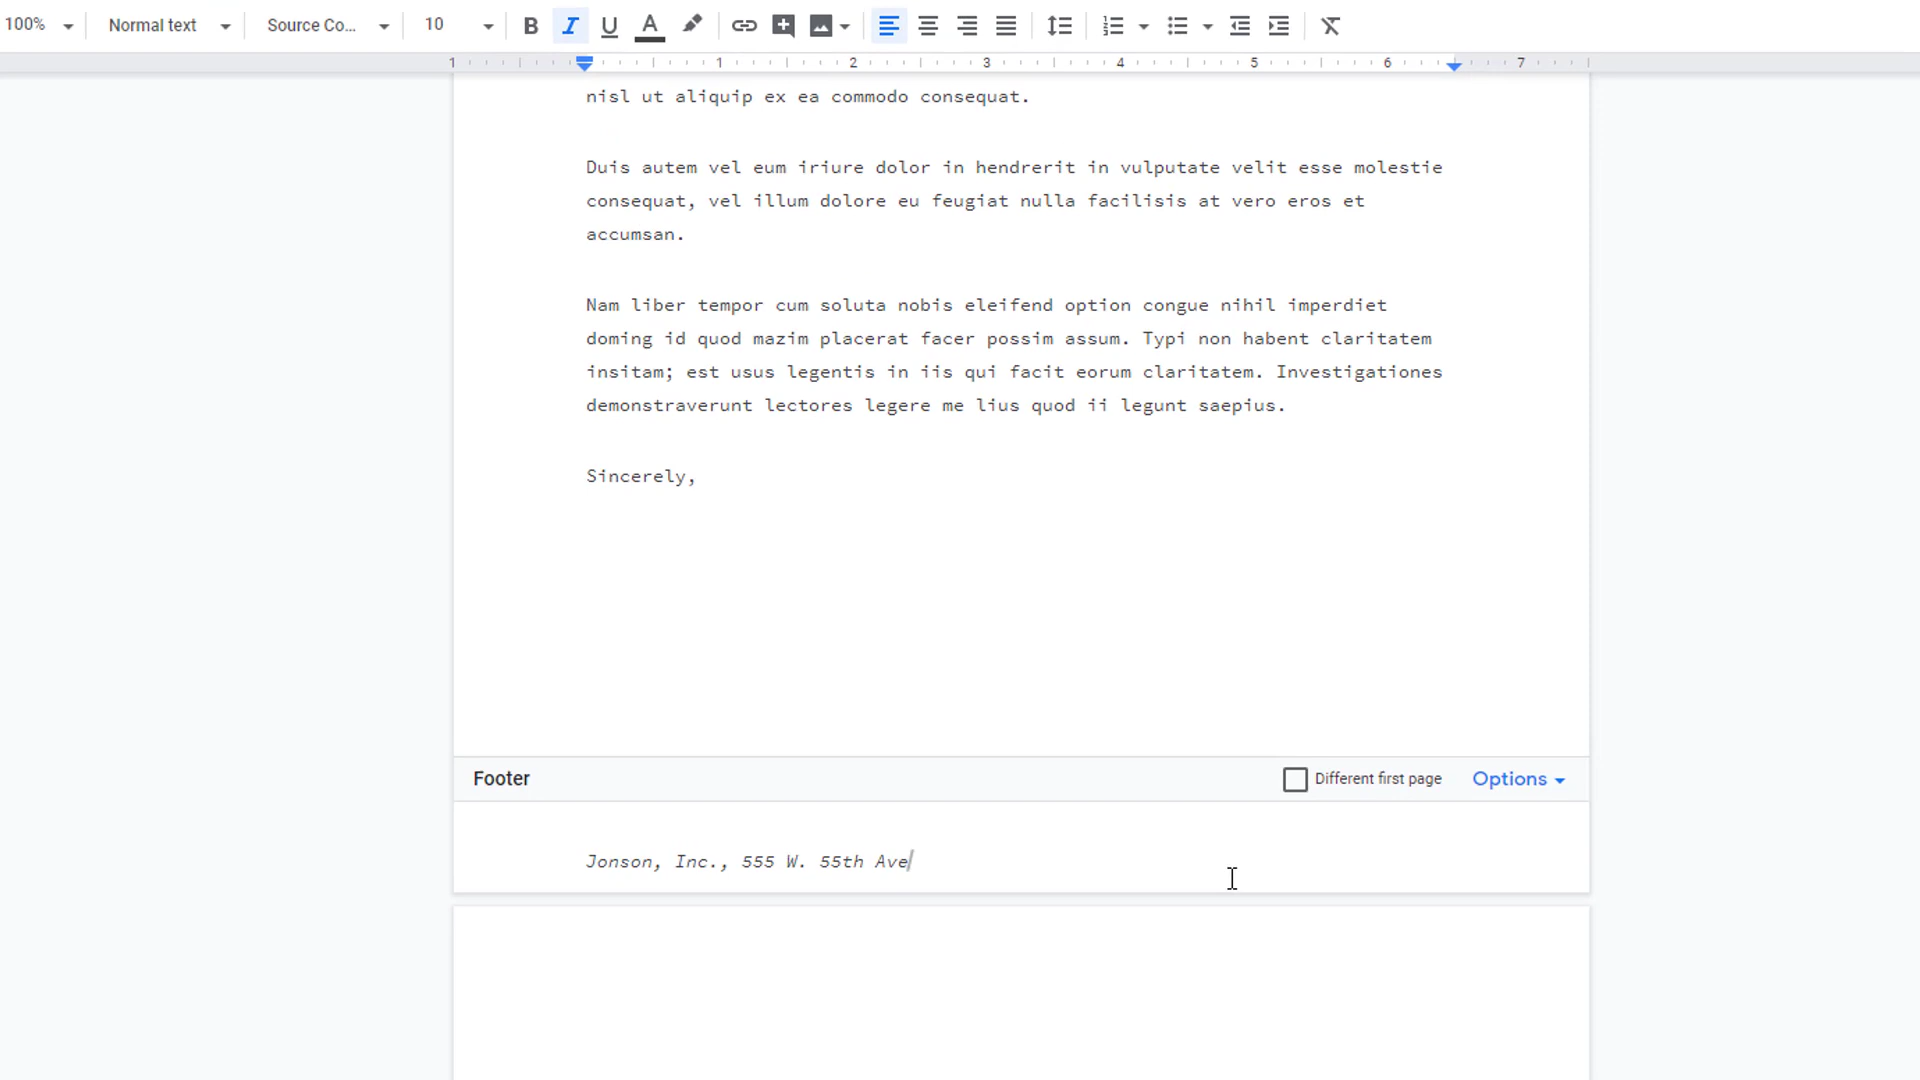 100% Normal text Source Co... 10
1 1 2 3 4 5 6 7
nisl ut aliquip ex ea commodo consequat.
Duis autem vel eum iriure dolor in hendrerit in vulputate velit esse molestie
consequat, vel illum dolore eu feugiat nulla facilisis at vero eros et
accumsan.
Nam liber tempor cum soluta nobis eleifend option congue nihil imperdiet
doming id quod mazim placerat facer possim assum. Typi non habent claritatem
insitam; est usus legentis in iis qui facit eorum claritatem. Investigationes
demonstraverunt lectores legere me lius quod ii legunt saepius.
Sincerely,
Footer Different first page Options
Jonson, Inc., 555 W. 55th Ave